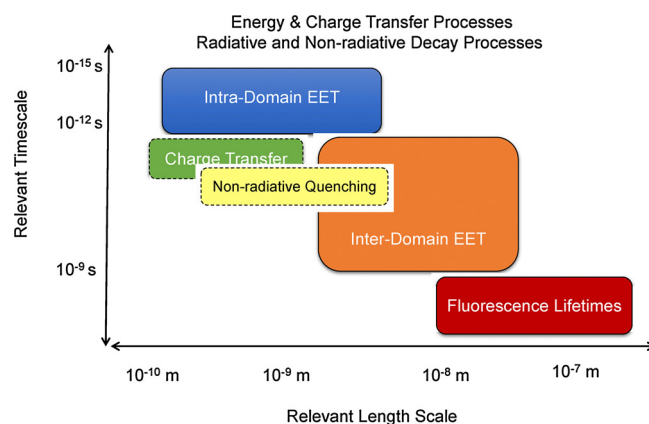 Energy & Charge Transfer Processes
Radiative and Non-radiative Decay Processes
Relevant Timescale
10⁻¹⁵ s
10⁻¹² s
10⁻⁹ s
Intra-Domain EET
Charge Transfer
Non-radiative Quenching
Inter-Domain EET
Fluorescence Lifetimes
10⁻¹⁰ m
10⁻⁹ m
10⁻⁸ m
10⁻⁷ m
Relevant Length Scale